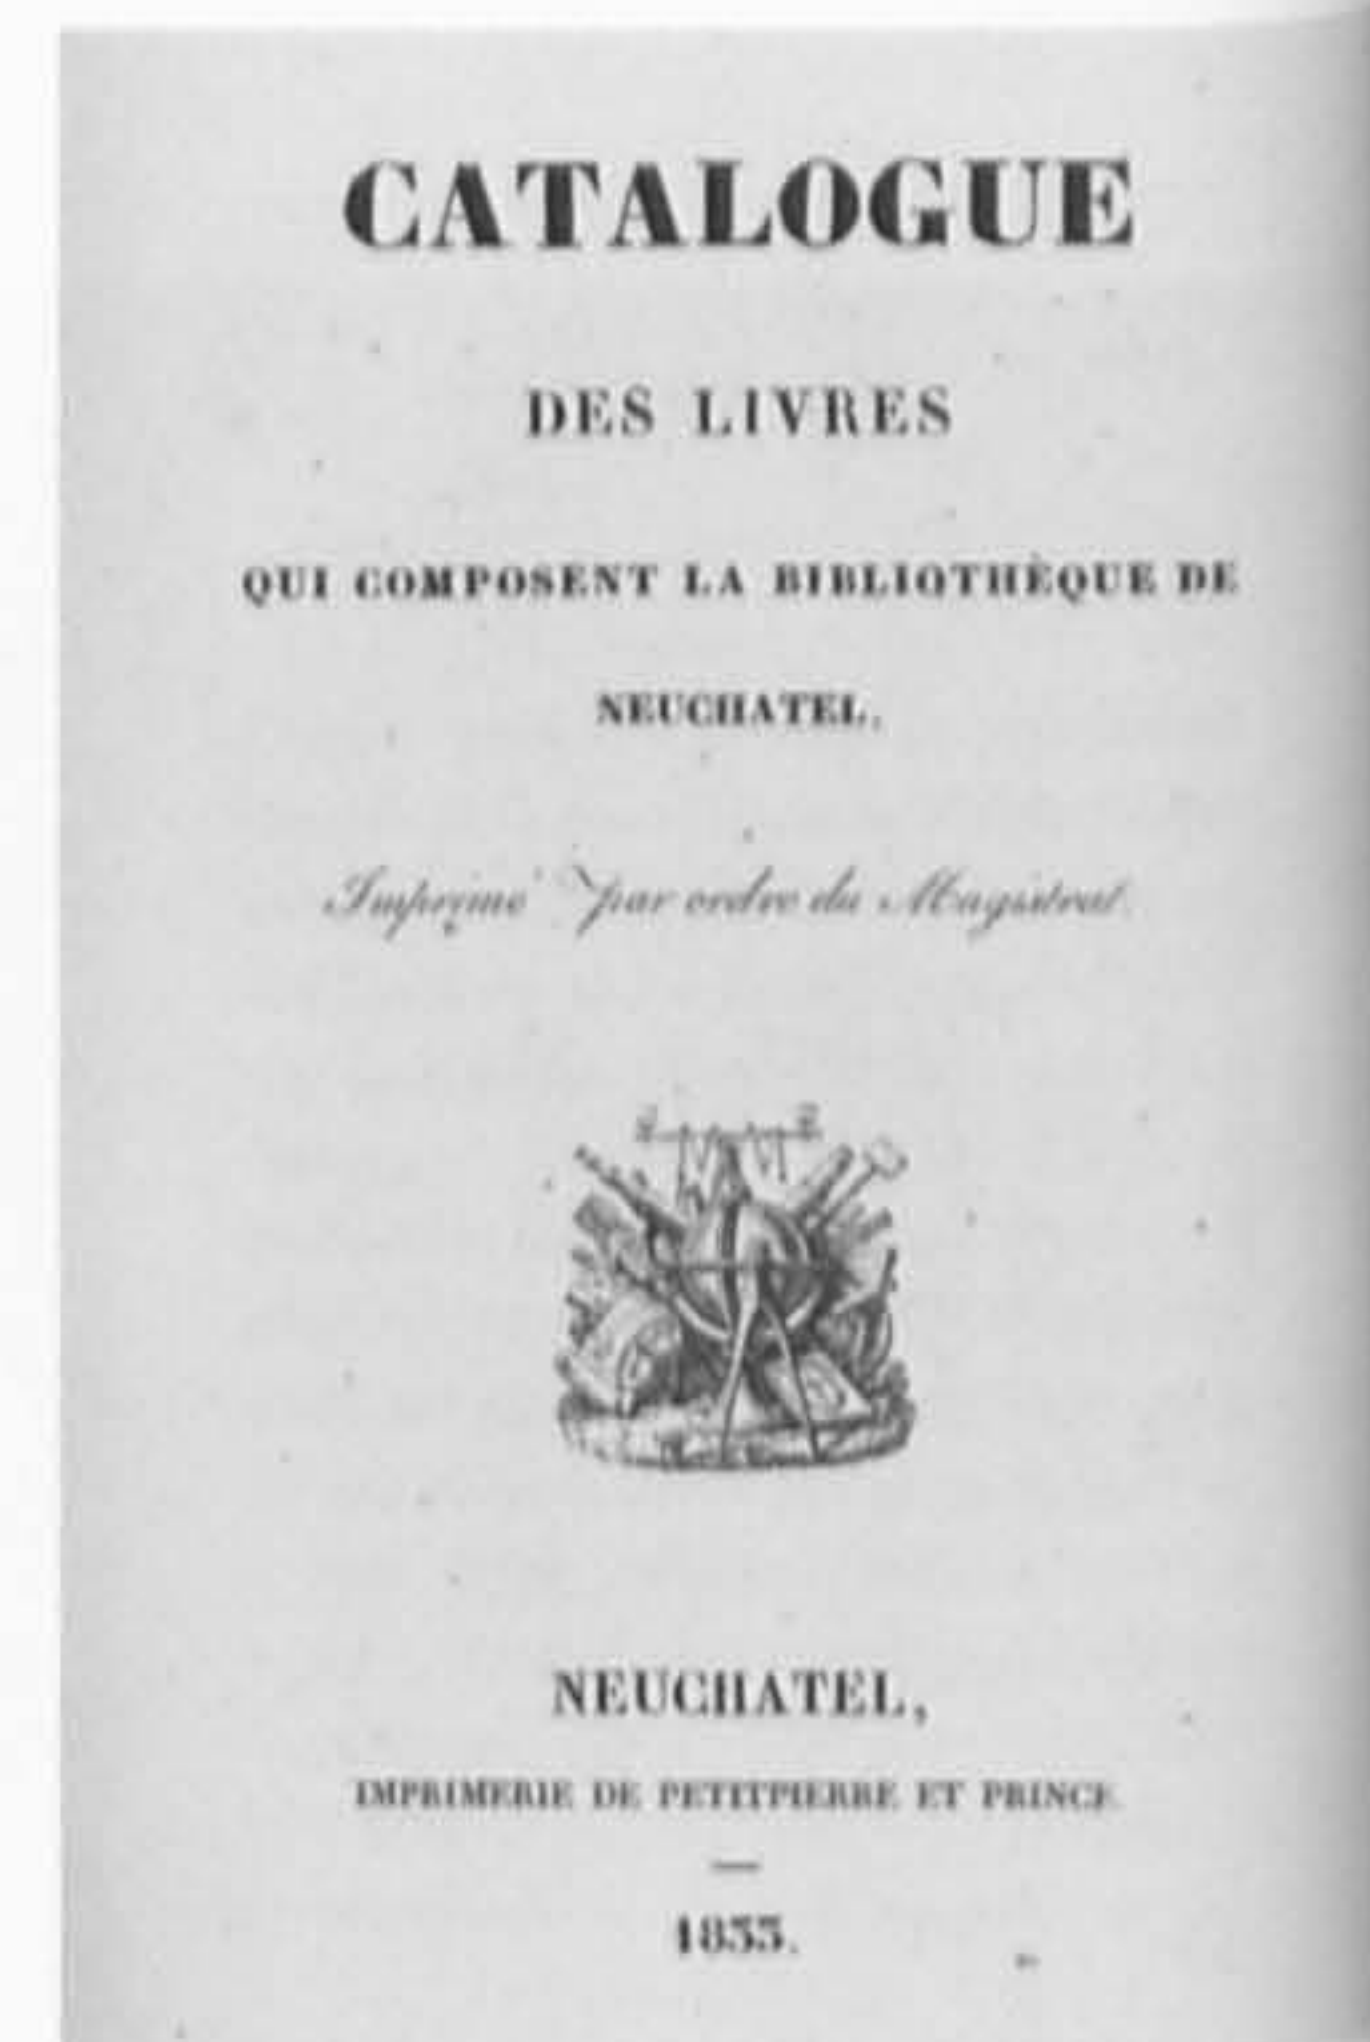 CATALOGUE
DES LIVRES
QUI COMPOSENT LA BIBLIOTHÈQUE DE
NEUCHATEL.
Imprimé par ordre du Magistrat.
NEUCHATEL,
IMPRIMERIE DE PETITPIERRE ET PRINCE
—
1833.